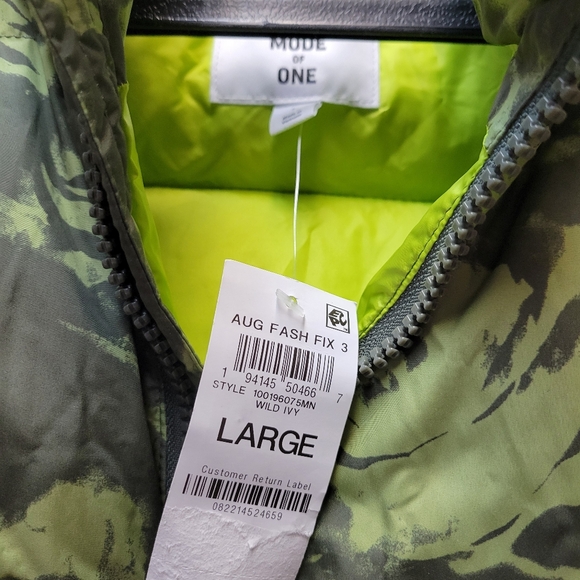 MODE
OF
ONE
AUG FASH FIX 3
1 94145 50466 7
STYLE 100196075MN
WILD IVY
LARGE
Customer Return Label
082214524659